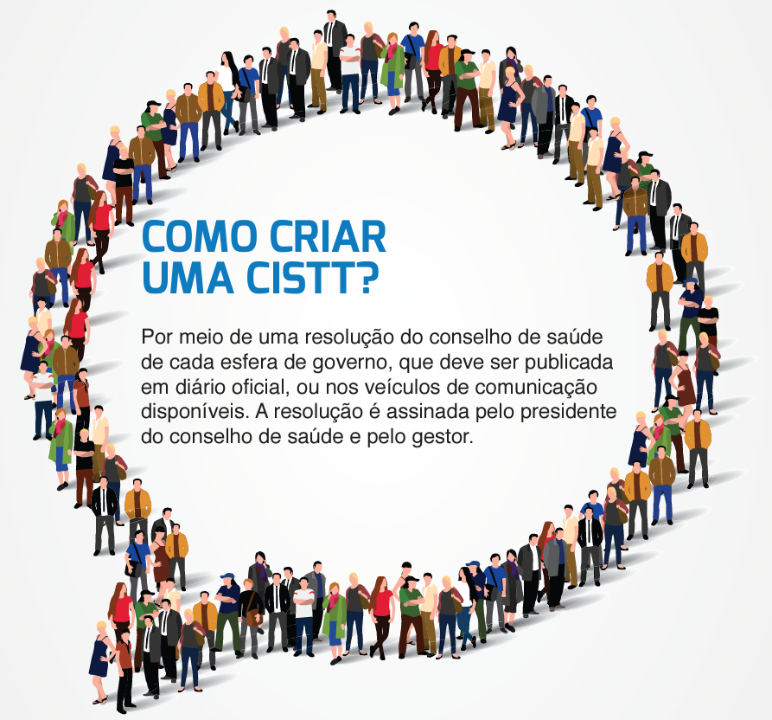 COMO CRIAR
UMA CISTT?
Por meio de uma resolução do conselho de saúde
de cada esfera de governo, que deve ser publicada
em diário oficial, ou nos veículos de comunicação
disponíveis. A resolução é assinada pelo presidente
do conselho de saúde e pelo gestor.